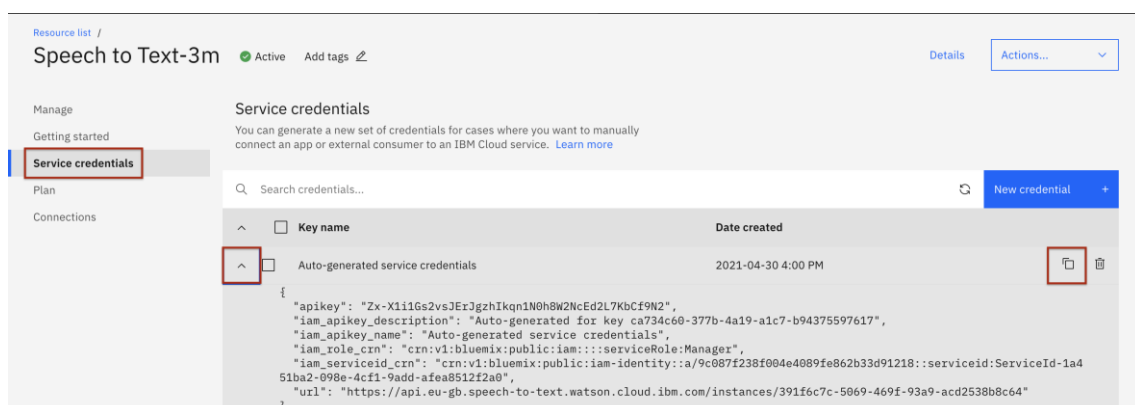 Resource list /
Speech to Text-3m Active Add tags Details Actions...
Manage
Getting started
Service credentials
Plan
Connections
Service credentials
You can generate a new set of credentials for cases where you want to manually
connect an app or external consumer to an IBM Cloud service. Learn more
Search credentials... New credential +
Key name Date created
Auto-generated service credentials 2021-04-30 4:00 PM
{
"apikey": "Zx-X1i1Gs2vsJErJgzhIkqn1N0h8W2NcEd2L7KbCf9N2",
"iam_apikey_description": "Auto-generated for key ca734c60-377b-4a19-a1c7-b94375597617",
"iam_apikey_name": "Auto-generated service credentials",
"iam_role_crn": "crn:v1:bluemix:public:iam::::serviceRole:Manager",
"iam_serviceid_crn": "crn:v1:bluemix:public:iam-identity::a/9c087f238f004e4089fe862b33d91218::serviceid:ServiceId-1a4
51ba2-098e-4cf1-9add-afea8512f2a0",
"url": "https://api.eu-gb.speech-to-text.watson.cloud.ibm.com/instances/391f6c7c-5069-469f-93a9-acd2538b8c64"